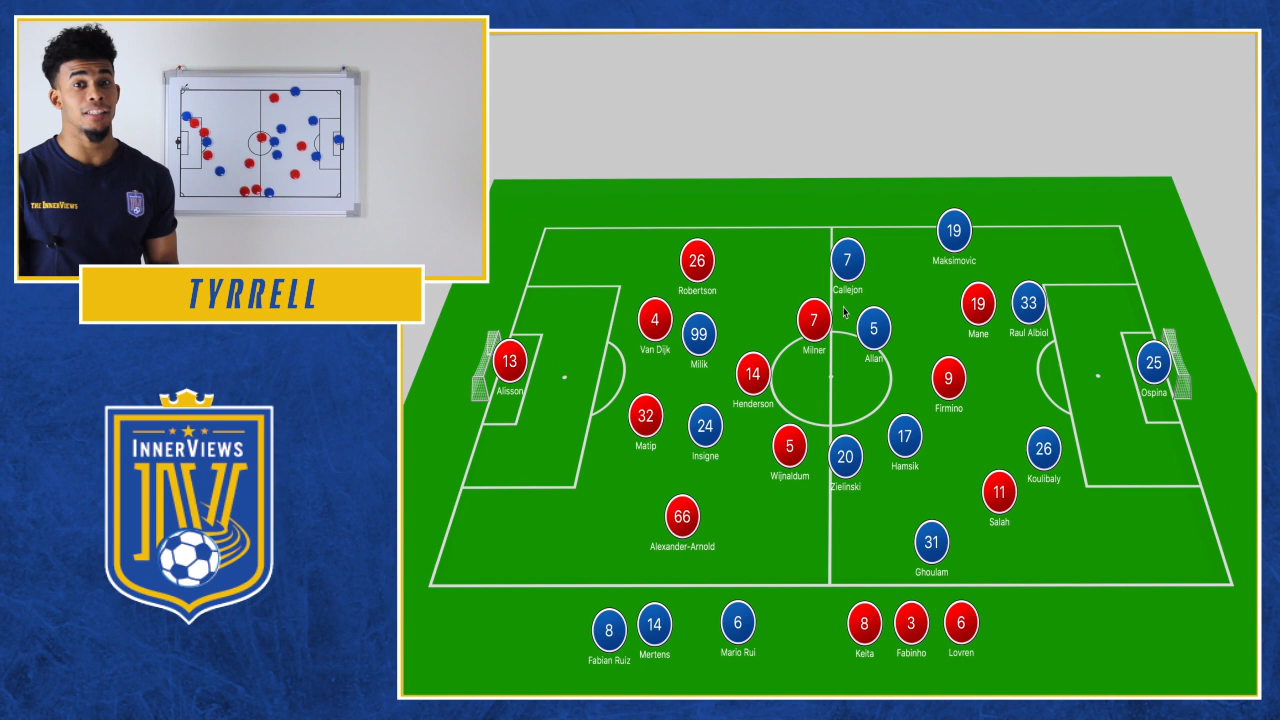 THE INNERVIEWS
TYRRELL
INNERVIEWS
IV
19
Maksimovic
26
Robertson
7
Callejon
4
Van Dijk
99
Milik
7
Milner
5
Allan
19
Mane
33
Raul Albiol
13
Alisson
14
Henderson
9
Firmino
25
Ospina
32
Matip
24
Insigne
5
Wijnaldum
20
Zielinski
17
Hamsik
26
Koulibaly
11
Salah
66
Alexander-Arnold
31
Ghoulam
8
Fabian Ruiz
14
Mertens
6
Mario Rui
8
Keita
3
Fabinho
6
Lovren